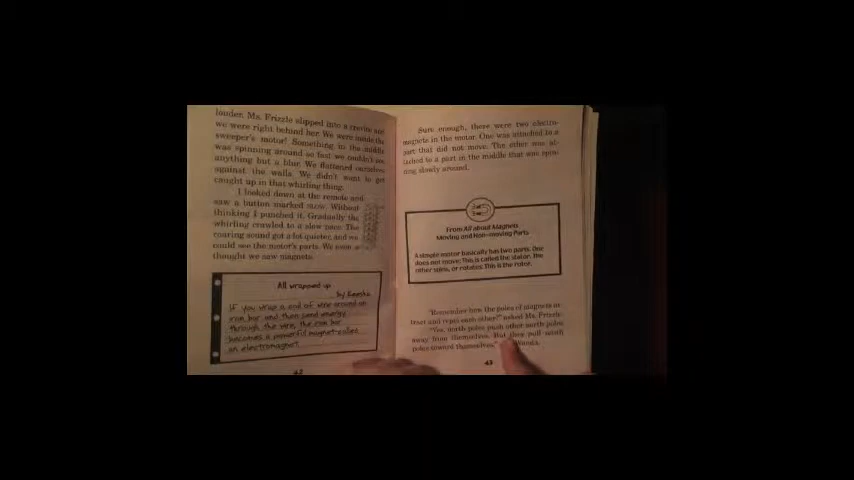 louder. Ms. Frizzle slipped into a crevice and
we were right behind her. We were inside the
sweeper's motor! Something in the middle
was spinning around so fast we couldn't see
anything but a blur. We flattened ourselves
against the walls. We didn't want to get
caught up in that whirling thing.
I looked down at the remote and
saw a button marked SLOW. Without
thinking I punched it. Gradually the
whirling crawled to a slow pace. The
roaring sound got a lot quieter, and we
could see the motor's parts. We even
thought we saw magnets.
All wrapped up
by Keesha
If you wrap a coil of wire around an
iron bar and then send energy
through the wire, the iron bar
becomes a powerful magnet called
an electromagnet.
42
Sure enough, there were two electro-
magnets in the motor. One was attached to a
part that did not move. The other was at-
tached to a part in the middle that was spin-
ning slowly around.
From All about Magnets
Moving and Non-moving Parts
A simple motor basically has two parts. One
does not move. This is called the stator. The
other spins, or rotates. This is the rotor.
"Remember how the poles of magnets at-
tract and repel each other?" asked Ms. Frizzle.
"Yes, north poles push other north poles
away from themselves. But they pull south
poles toward themselves," Wanda.
43